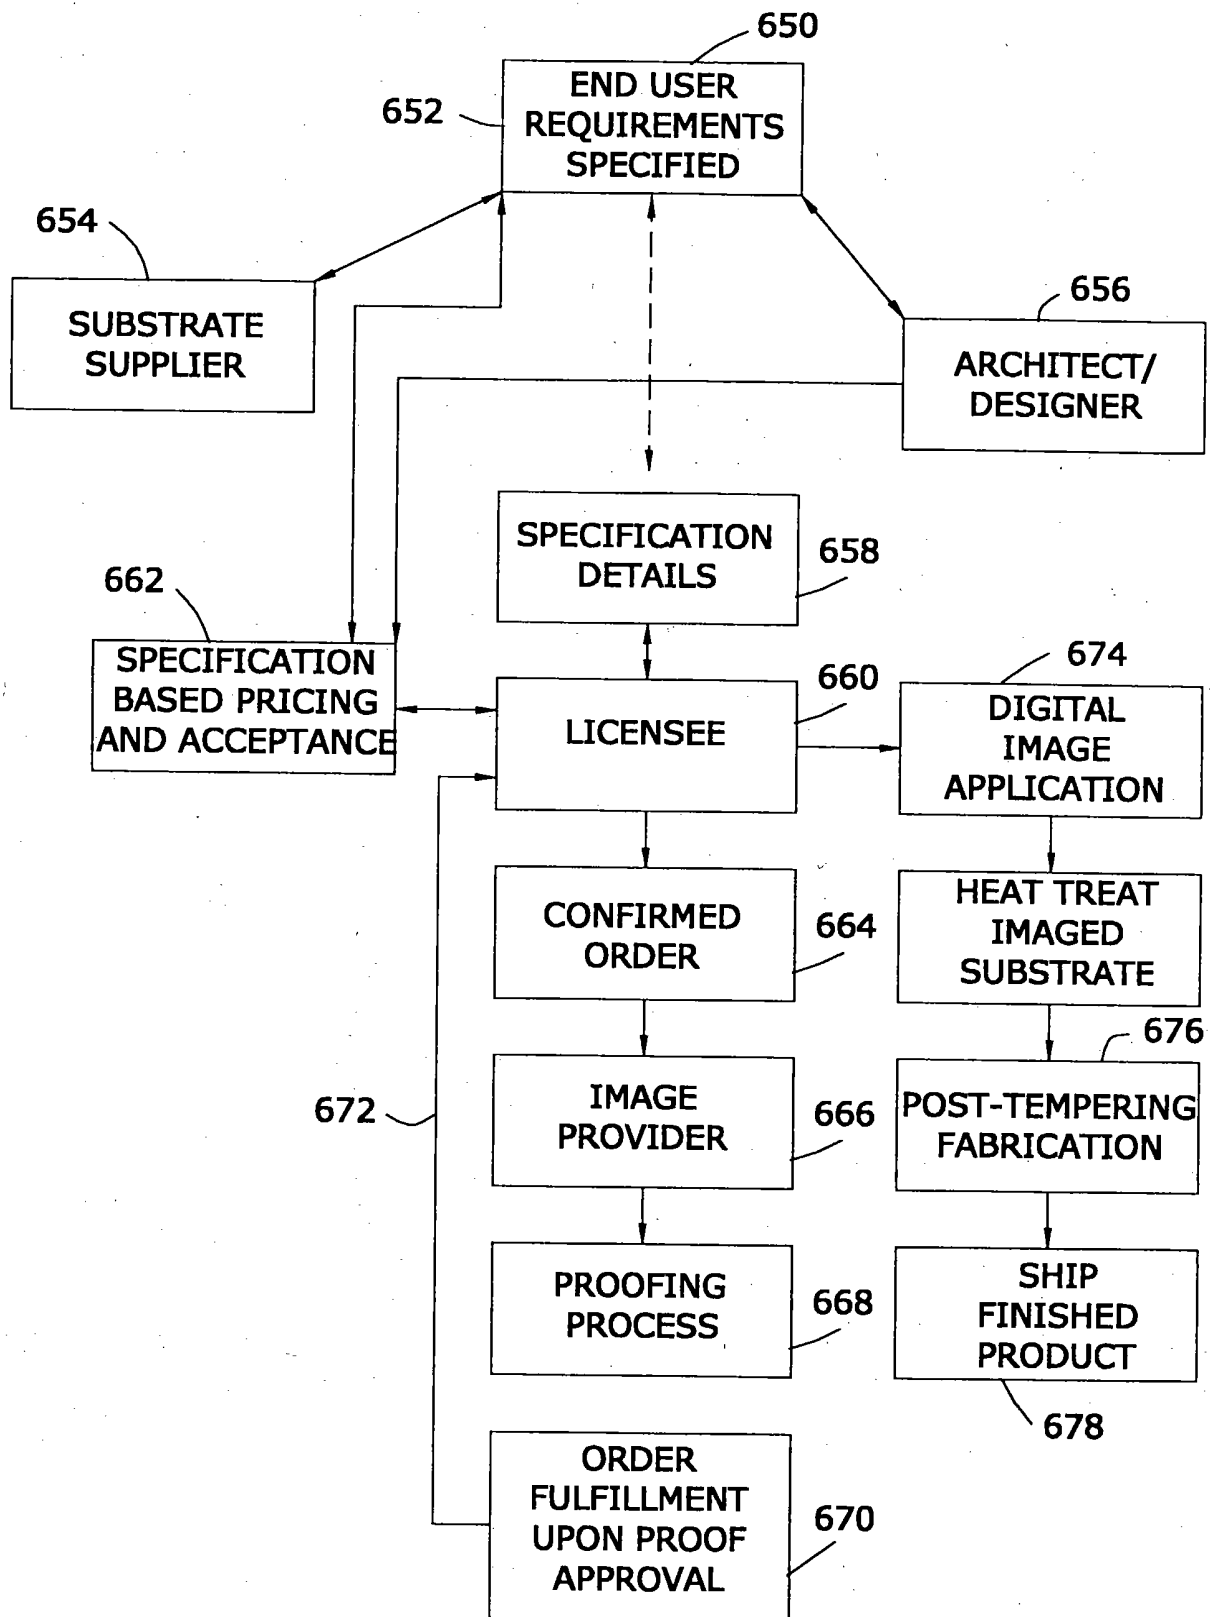 650
652
END USER
REQUIREMENTS
SPECIFIED
654
SUBSTRATE
SUPPLIER
656
ARCHITECT/
DESIGNER
SPECIFICATION
DETAILS
658
662
SPECIFICATION
BASED PRICING
AND ACCEPTANCE
660
LICENSEE
674
DIGITAL
IMAGE
APPLICATION
CONFIRMED
ORDER
664
HEAT TREAT
IMAGED
SUBSTRATE
672
IMAGE
PROVIDER
666
676
POST-TEMPERING
FABRICATION
PROOFING
PROCESS
668
SHIP
FINISHED
PRODUCT
678
ORDER
FULFILLMENT
UPON PROOF
APPROVAL
670